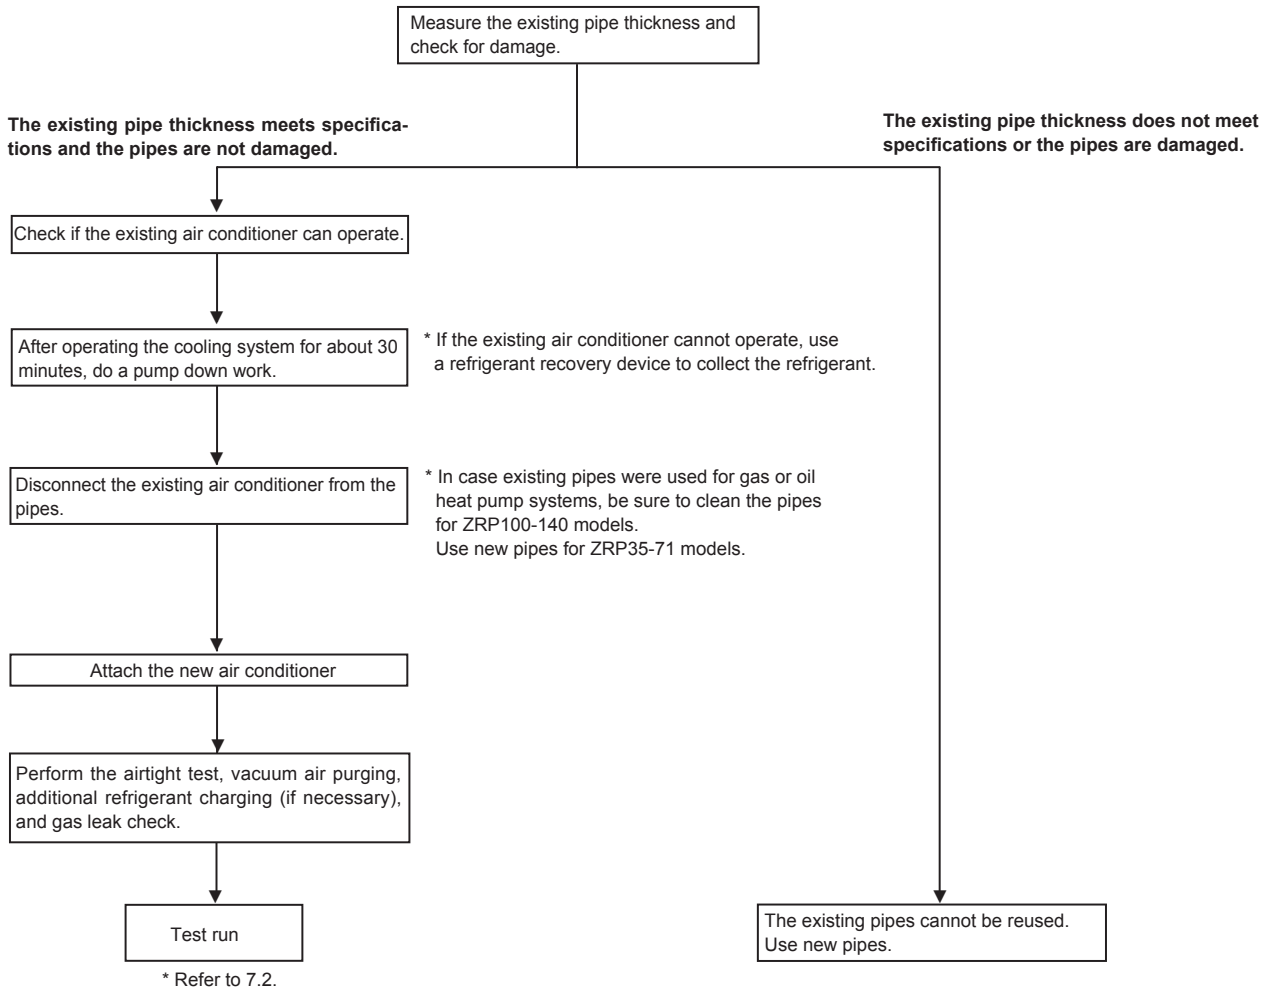 Measure the existing pipe thickness and
check for damage.
The existing pipe thickness meets specifica-
tions and the pipes are not damaged.
The existing pipe thickness does not meet
specifications or the pipes are damaged.
Check if the existing air conditioner can operate.
After operating the cooling system for about 30
minutes, do a pump down work.
* If the existing air conditioner cannot operate, use
a refrigerant recovery device to collect the refrigerant.
Disconnect the existing air conditioner from the
pipes.
* In case existing pipes were used for gas or oil
heat pump systems, be sure to clean the pipes
for ZRP100-140 models.
Use new pipes for ZRP35-71 models.
Attach the new air conditioner
Perform the airtight test, vacuum air purging,
additional refrigerant charging (if necessary),
and gas leak check.
Test run
* Refer to 7.2.
The existing pipes cannot be reused.
Use new pipes.